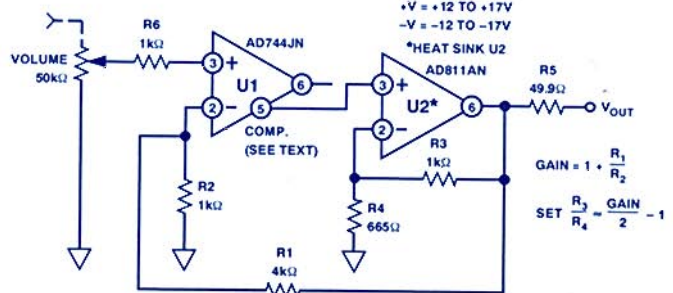 +V = +12 TO +17V
-V = -12 TO -17V
*HEAT SINK U2
R6
1kΩ
AD744JN
AD811AN
R5
49.9Ω
VOLUME
50kΩ
3
+
U1
6
2
−
5
COMP.
(SEE TEXT)
3
+
U2*
6
2
−
VOUT
R3
1kΩ
GAIN = 1 + R1/R2
R2
1kΩ
R4
665Ω
SET R3/R4 ≈ GAIN/2 − 1
R1
4kΩ